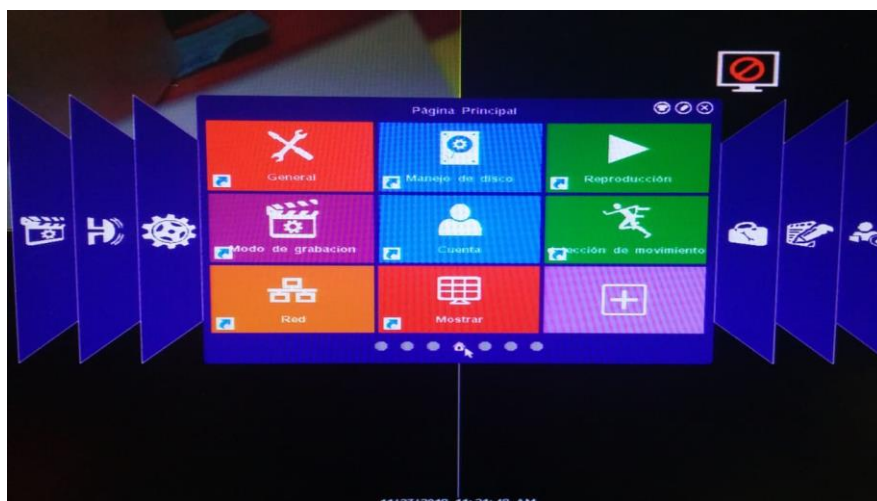 Página Principal
General
Manejo de disco
Reproducción
Modo de grabacion
Cuenta
ección de movimiento
Red
Mostrar